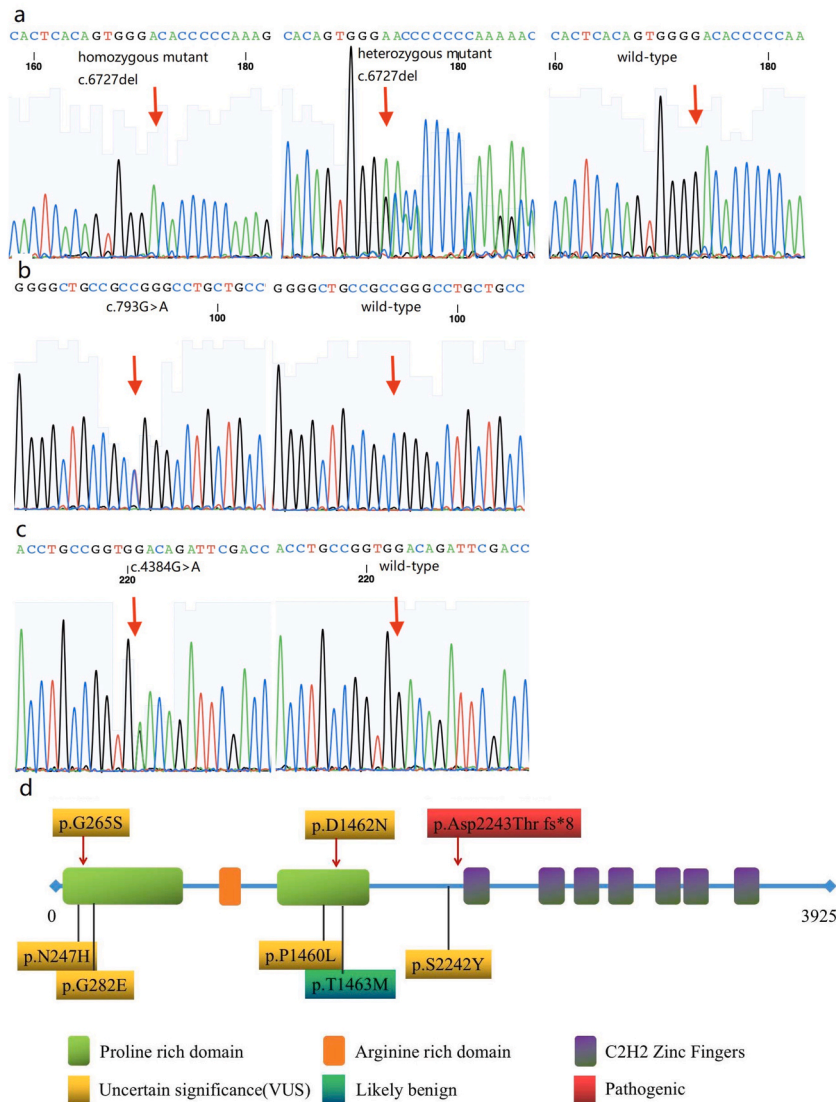 a
CACTCACAGTGGGACACCCCCAAAG CACAGTGGGAACCCCCCCAAAAAC CACTCACAGTGGGGACACCCCCAA
160 homozygous mutant 180 heterozygous mutant 180 160 wild-type 180
c.6727del c.6727del
b
GGGGCTGCCGCCGGGCCTGCTGCC GGGGCTGCCGCCGGGCCTGCTGCC
c.793G>A 100 wild-type 100
c
ACCTGCCGGTGGACAGATTCGACC ACCTGCCGGTGGACAGATTCGACC
c.4384G>A wild-type
220 220
d
p.G265S p.D1462N p.Asp2243Thr fs*8
0 3925
p.N247H p.P1460L p.S2242Y
p.G282E p.T1463M
Proline rich domain Arginine rich domain C2H2 Zinc Fingers
Uncertain significance(VUS) Likely benign Pathogenic